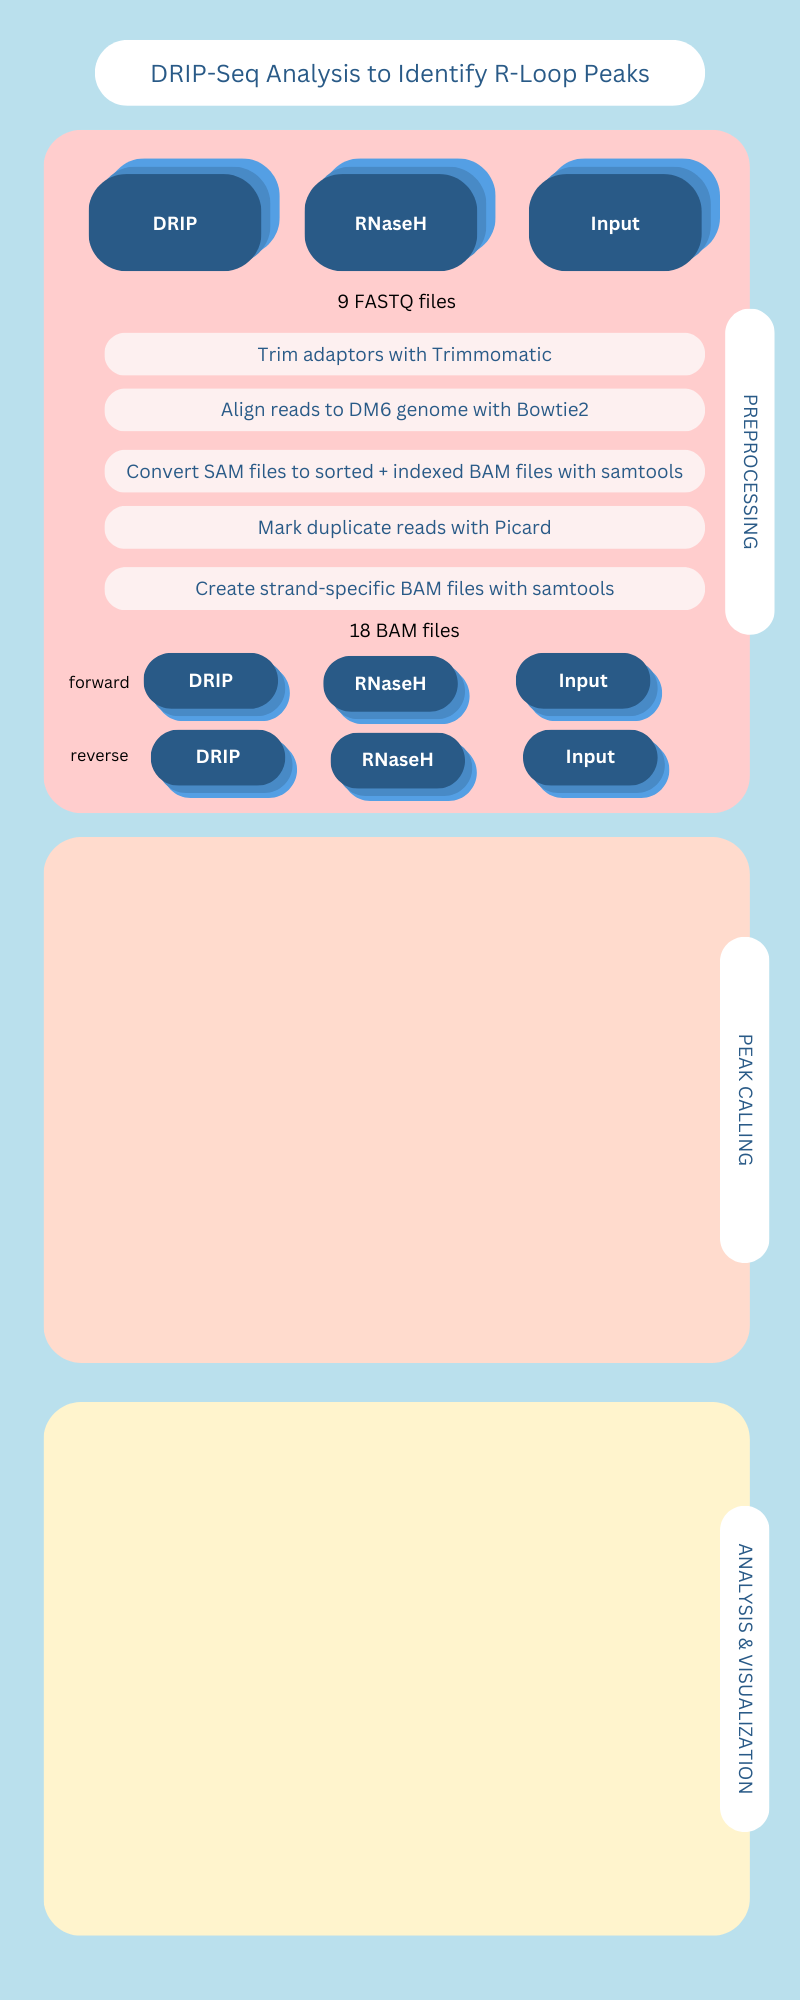 DRIP-Seq Analysis to Identify R-Loop Peaks
DRIP
RNaseH
Input
9 FASTQ files
Trim adaptors with Trimmomatic
Align reads to DM6 genome with Bowtie2
Convert SAM files to sorted + indexed BAM files with samtools
Mark duplicate reads with Picard
Create strand-specific BAM files with samtools
PREPROCESSING
18 BAM files
forward
DRIP
RNaseH
Input
reverse
DRIP
RNaseH
Input
PEAK CALLING
ANALYSIS & VISUALIZATION